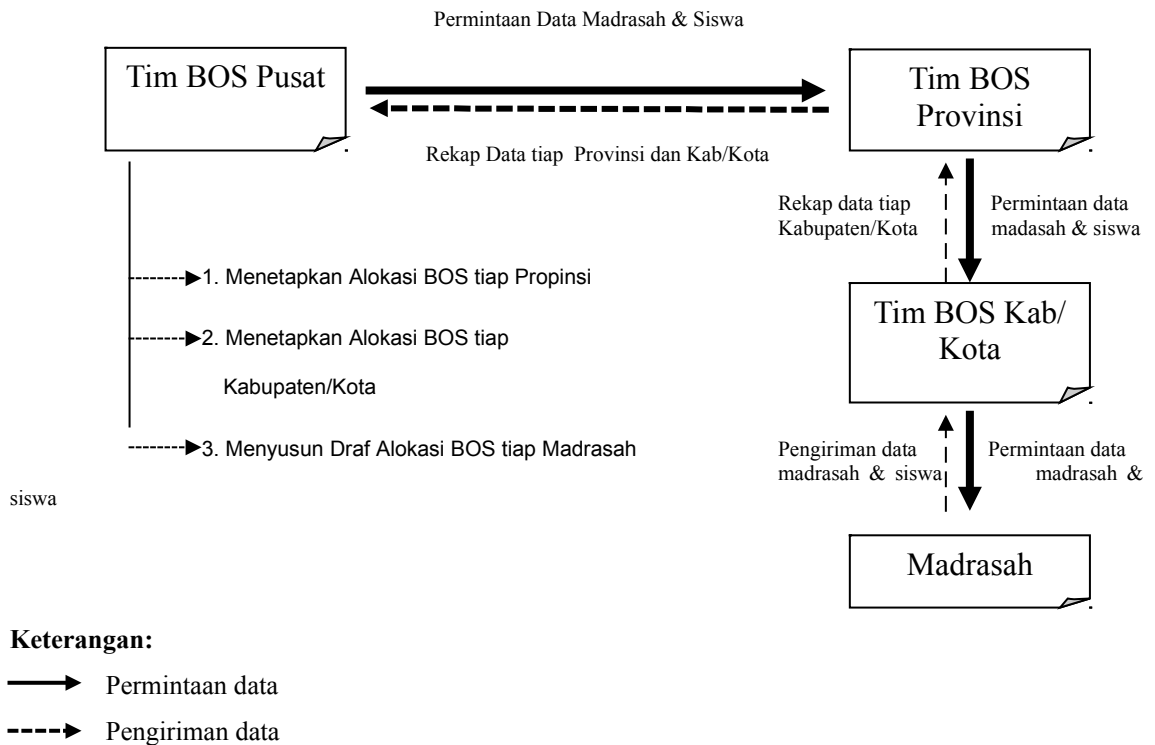 Permintaan Data Madrasah & Siswa
Tim BOS Pusat
Tim BOS
Provinsi
Rekap Data tiap Provinsi dan Kab/Kota
Rekap data tiap
Kabupaten/Kota
Permintaan data
madasah & siswa
1. Menetapkan Alokasi BOS tiap Propinsi
2. Menetapkan Alokasi BOS tiap
Kabupaten/Kota
3. Menyusun Draf Alokasi BOS tiap Madrasah
Tim BOS Kab/
Kota
Pengiriman data
madrasah & siswa
Permintaan data
madrasah &
siswa
Madrasah
Keterangan:
Permintaan data
Pengiriman data